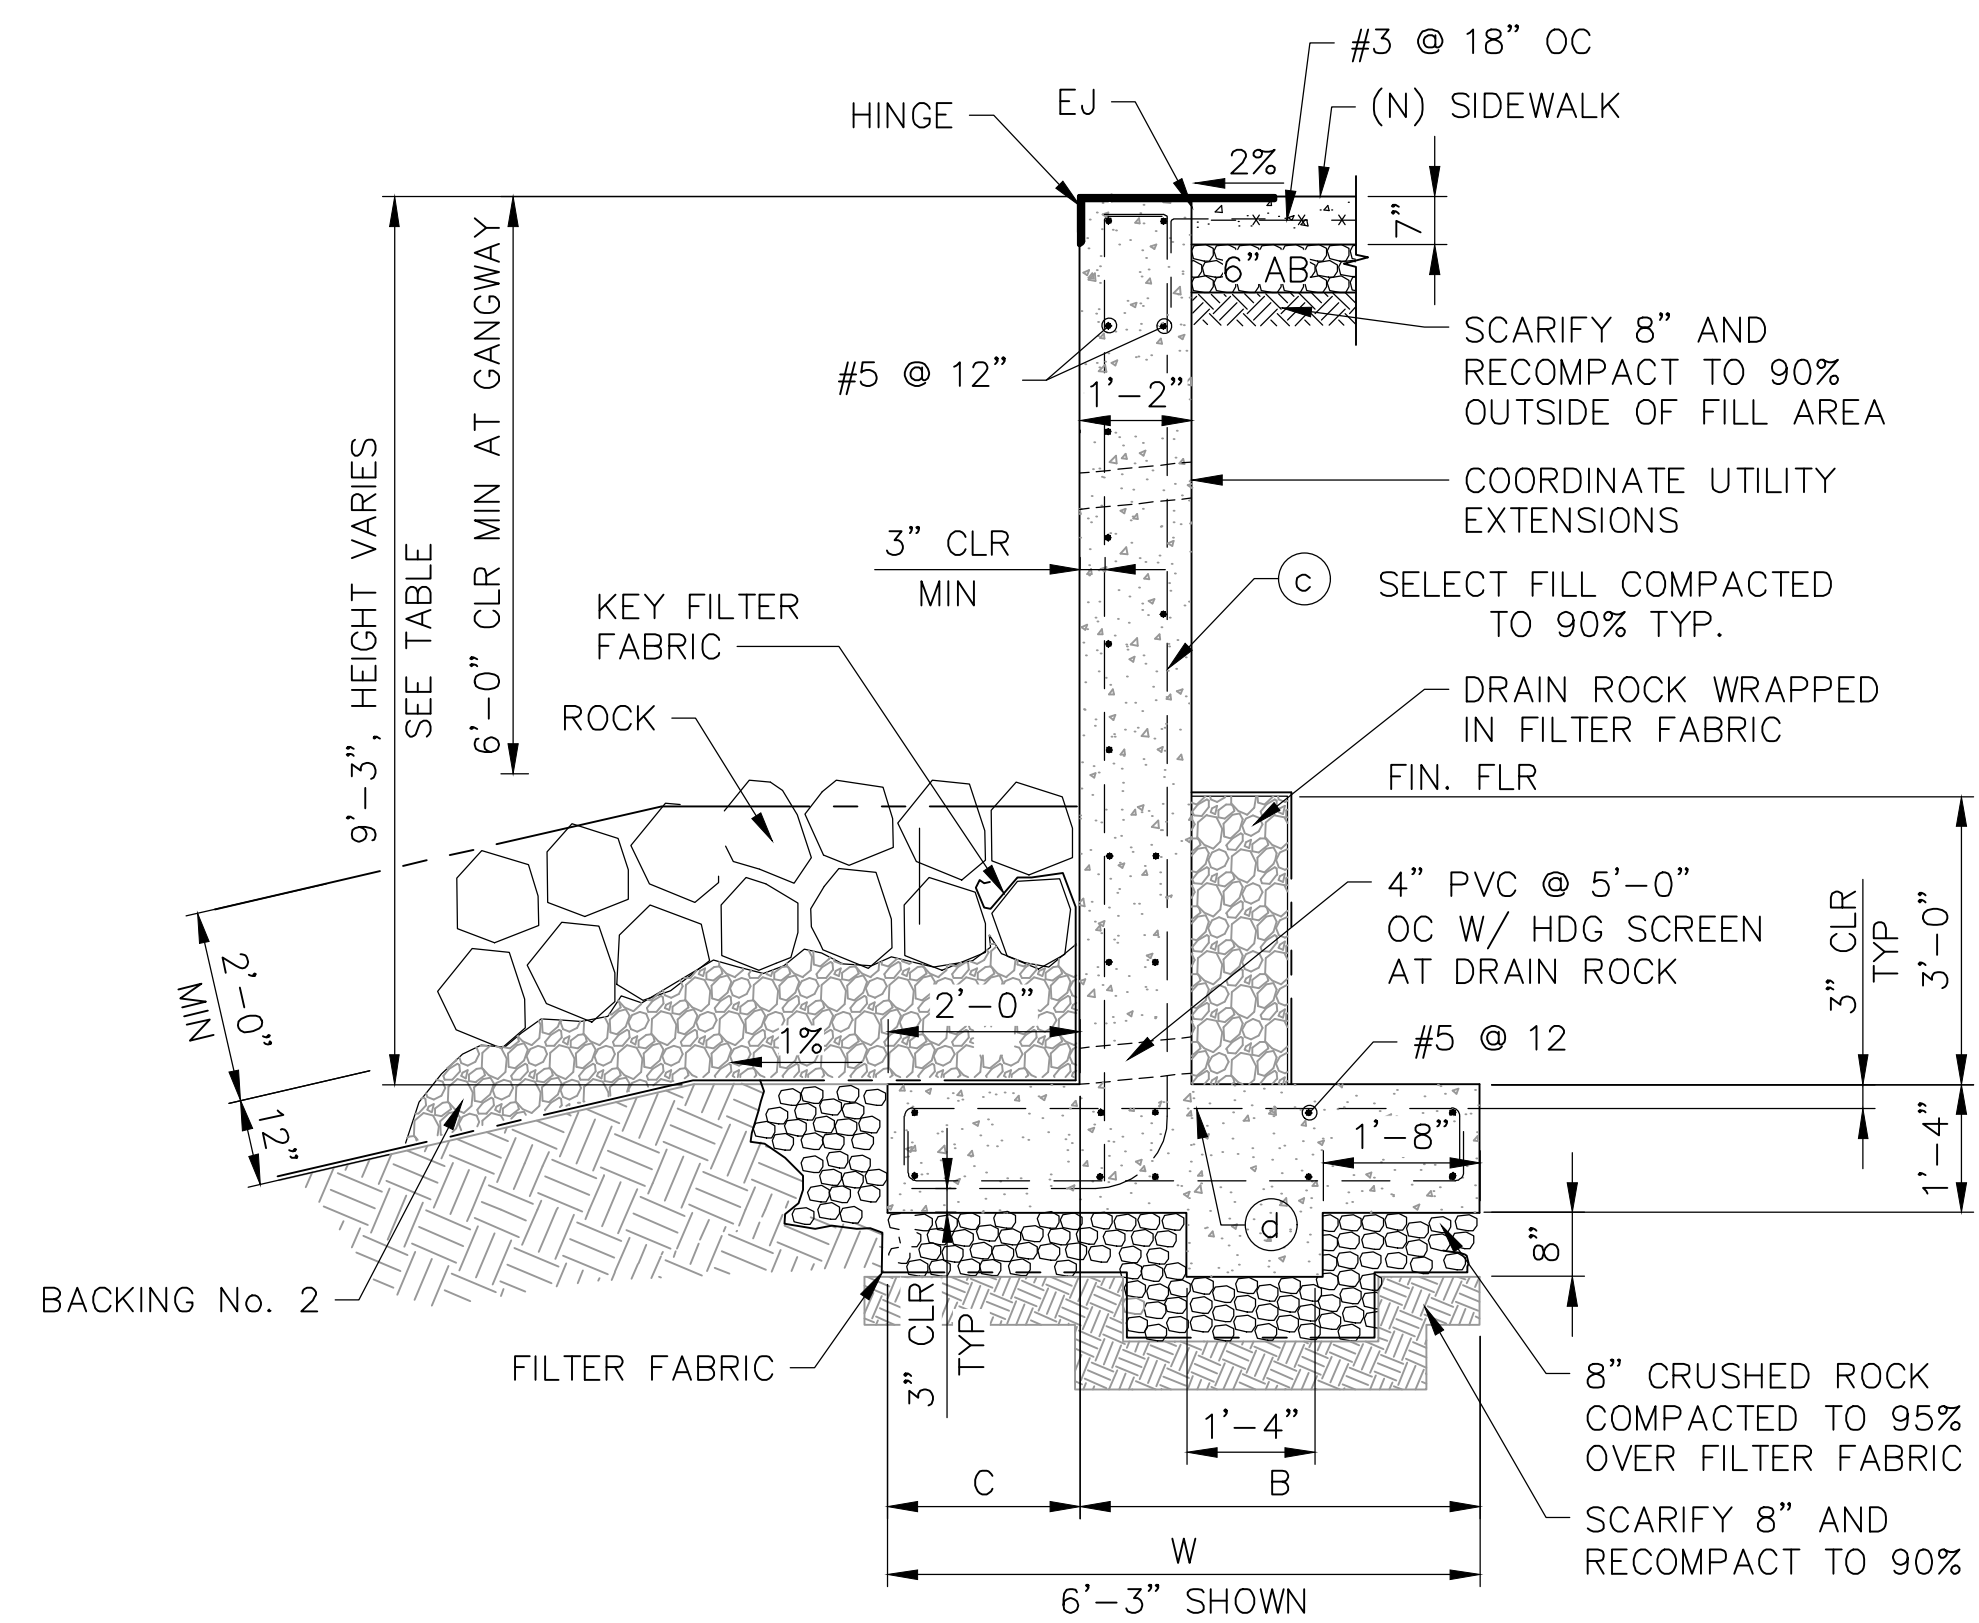 #3 @ 18" OC
(N) SIDEWALK
EJ
HINGE
2%
7"
6"AB
SCARIFY 8" AND
RECOMPACT TO 90%
OUTSIDE OF FILL AREA
#5 @ 12"
1'-2"
COORDINATE UTILITY
EXTENSIONS
9'-3", HEIGHT VARIES
SEE TABLE
6'-0" CLR MIN AT GANGWAY
3" CLR
MIN
c
SELECT FILL COMPACTED
TO 90% TYP.
KEY FILTER
FABRIC
ROCK
DRAIN ROCK WRAPPED
IN FILTER FABRIC
FIN. FLR
4" PVC @ 5'-0"
OC W/ HDG SCREEN
AT DRAIN ROCK
3" CLR
TYP
3'-0"
2'-0"
MIN
12"
2'-0"
1%
#5 @ 12
1'-8"
1'-4"
8"
d
BACKING No. 2
FILTER FABRIC
3" CLR
TYP
1'-4"
8" CRUSHED ROCK
COMPACTED TO 95%
OVER FILTER FABRIC
SCARIFY 8" AND
RECOMPACT TO 90%
C
B
W
6'-3" SHOWN